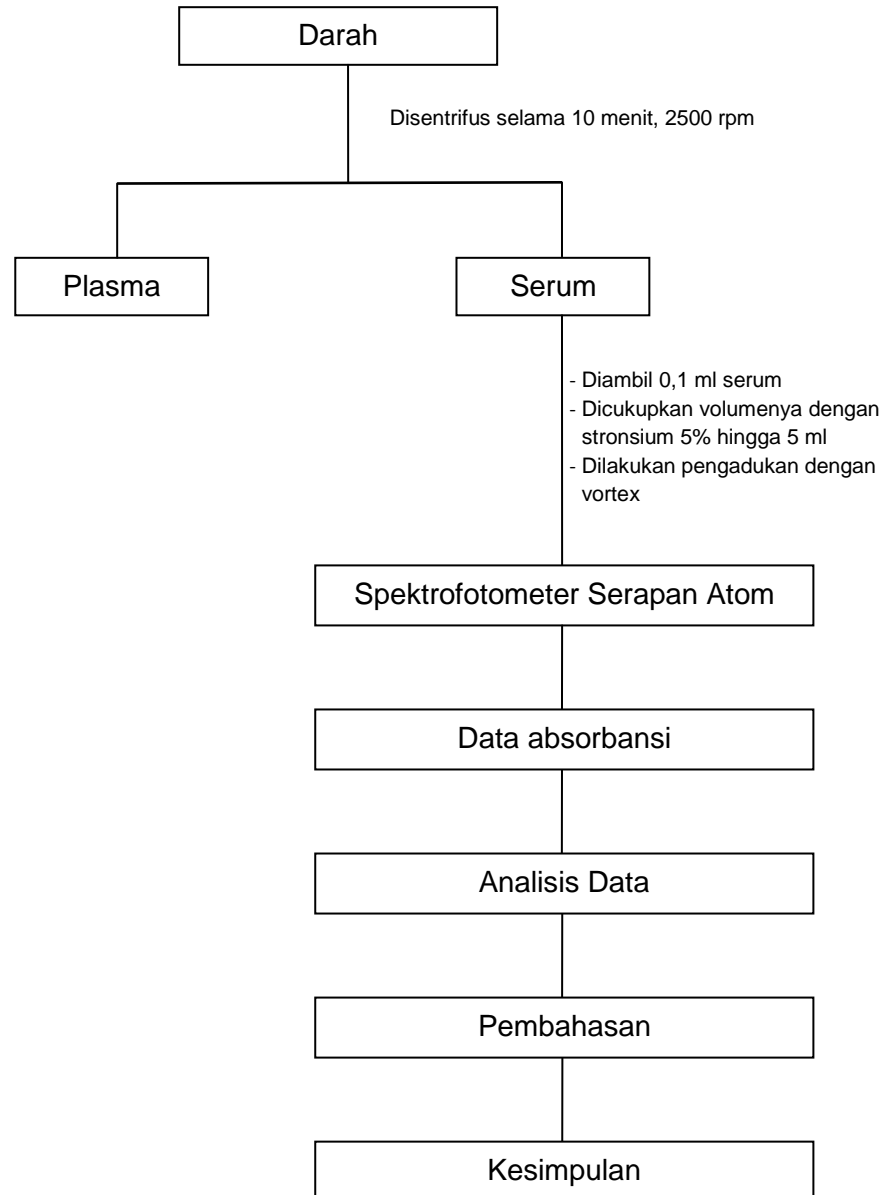 Darah
Disentrifus selama 10 menit, 2500 rpm
Plasma
Serum
- Diambil 0,1 ml serum
- Dicukupkan volumenya dengan
stronsium 5% hingga 5 ml
- Dilakukan pengadukan dengan
vortex
Spektrofotometer Serapan Atom
Data absorbansi
Analisis Data
Pembahasan
Kesimpulan